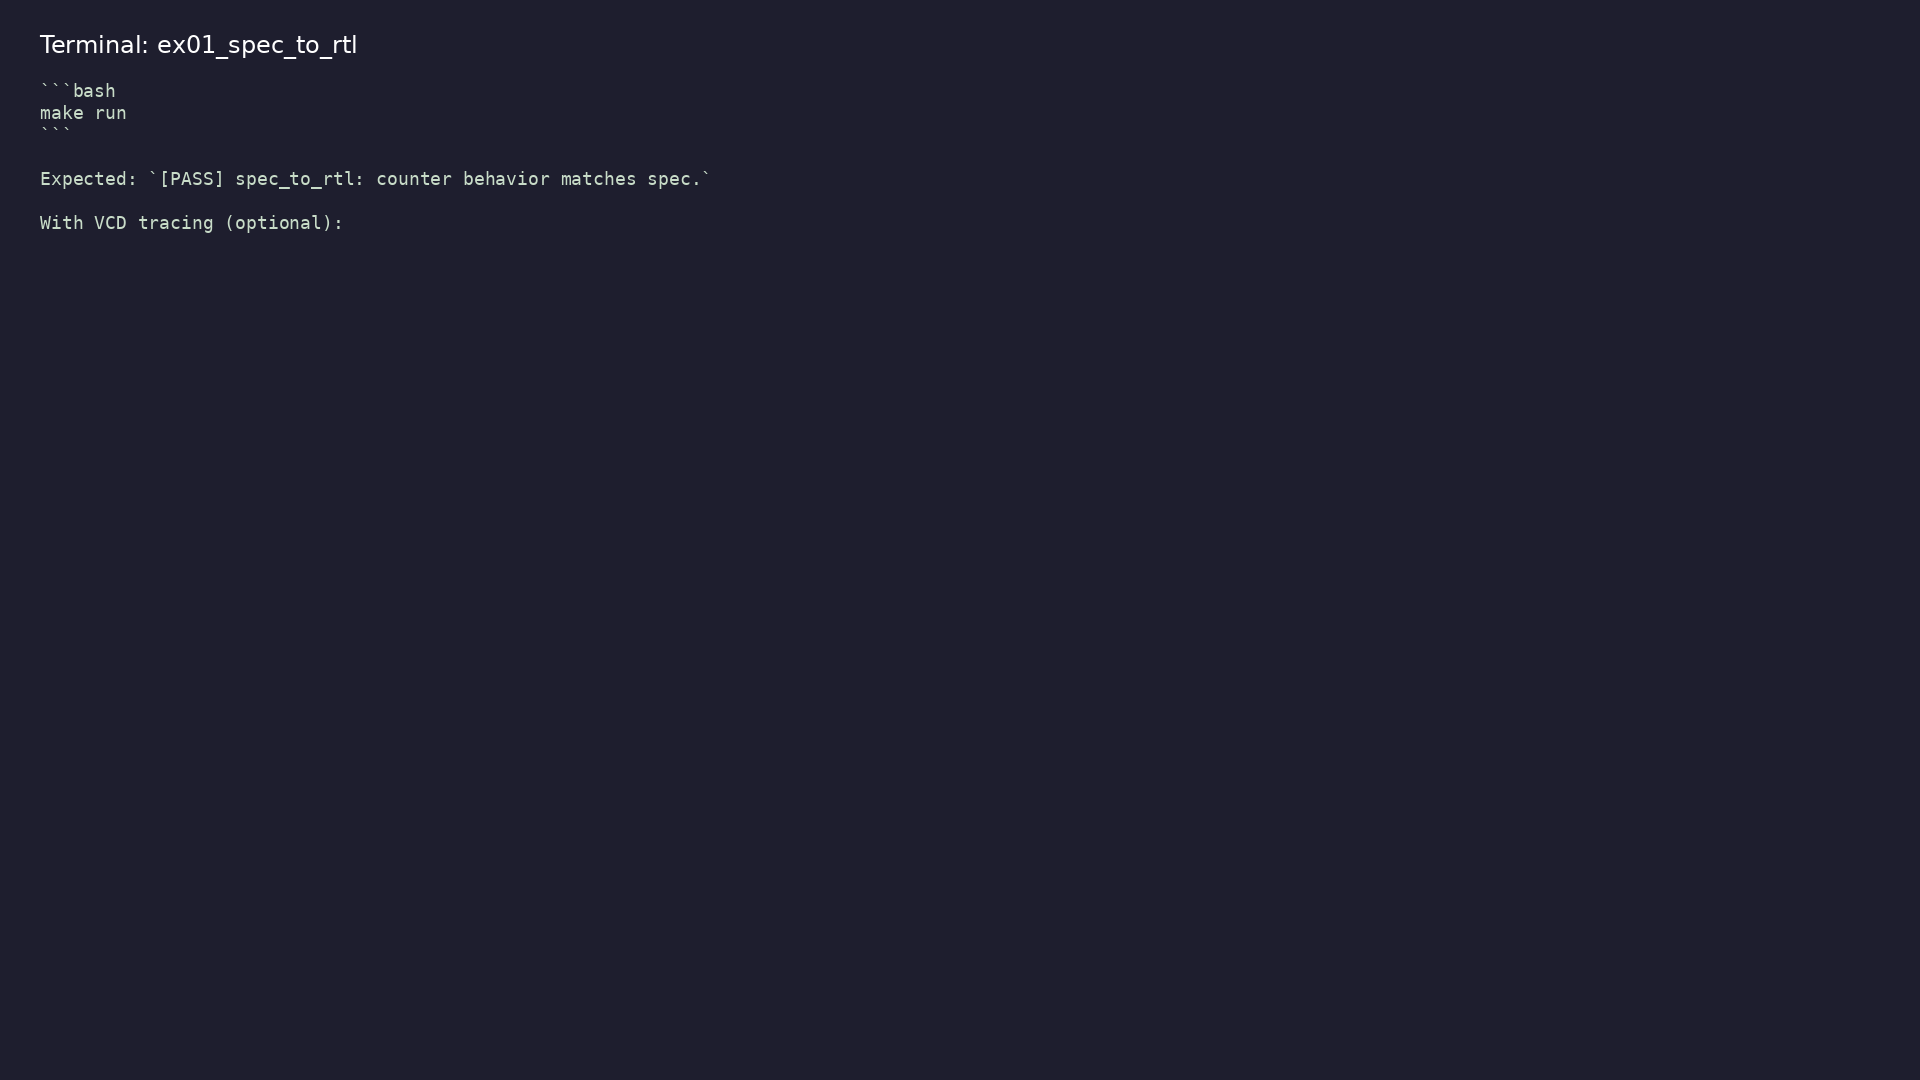 Terminal: ex01_spec_to_rtl
```bash
make run
```
Expected: `[PASS] spec_to_rtl: counter behavior matches spec.`
With VCD tracing (optional):